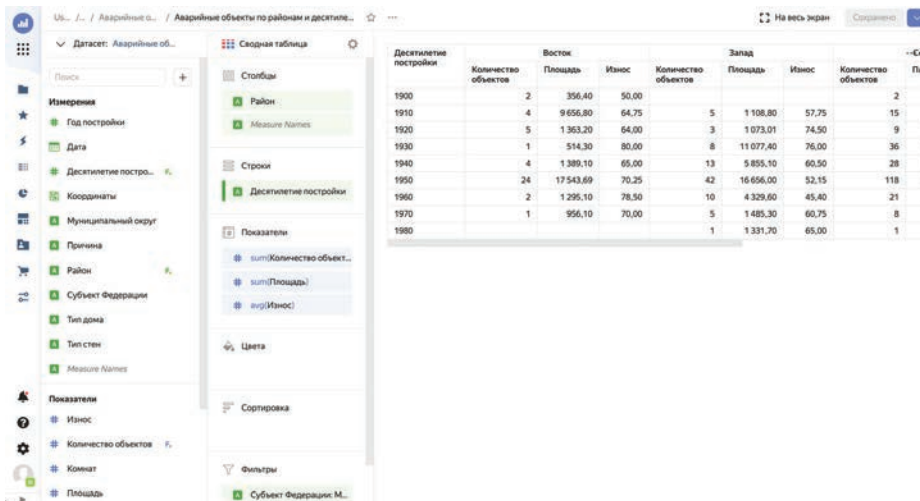 Us... /... / Аварийные о... / Аварийные объекты по районам и десятиле... ☆ ···
На весь экран
Сохранено
Датасет: Аварийные об...
Поиск
+
Измерения
Год постройки
Дата
Десятилетие постро...
Координаты
Муниципальный округ
Причина
Район
Субъект Федерации
Тип дома
Тип стен
Measure Names
Показатели
Износ
Количество объектов
Комнат
Площадь
Сводная таблица
Столбцы
Район
Measure Names
Строки
Десятилетие постройки
Показатели
sum(Количество объект...
sum(Площадь)
avg(Износ)
Цвета
Сортировка
Фильтры
Субъект Федерации: М...
Десятилетие постройки Восток Запад
Количество объектов Площадь Износ Количество объектов Площадь Износ Количество объектов
1900 2 356,40 50,00 2
1910 4 9 656,80 64,75 5 1 108,80 57,75 15
1920 5 1 363,20 64,00 3 1 073,01 74,50 9
1930 1 514,30 80,00 8 11 077,40 76,00 36
1940 4 1 389,10 65,00 13 5 855,10 60,50 28
1950 24 17 543,69 70,25 42 16 656,00 52,15 118
1960 2 1 295,10 78,50 10 4 329,60 45,40 21
1970 1 956,10 70,00 5 1 485,30 60,75 8
1980 1 1 331,70 65,00 1